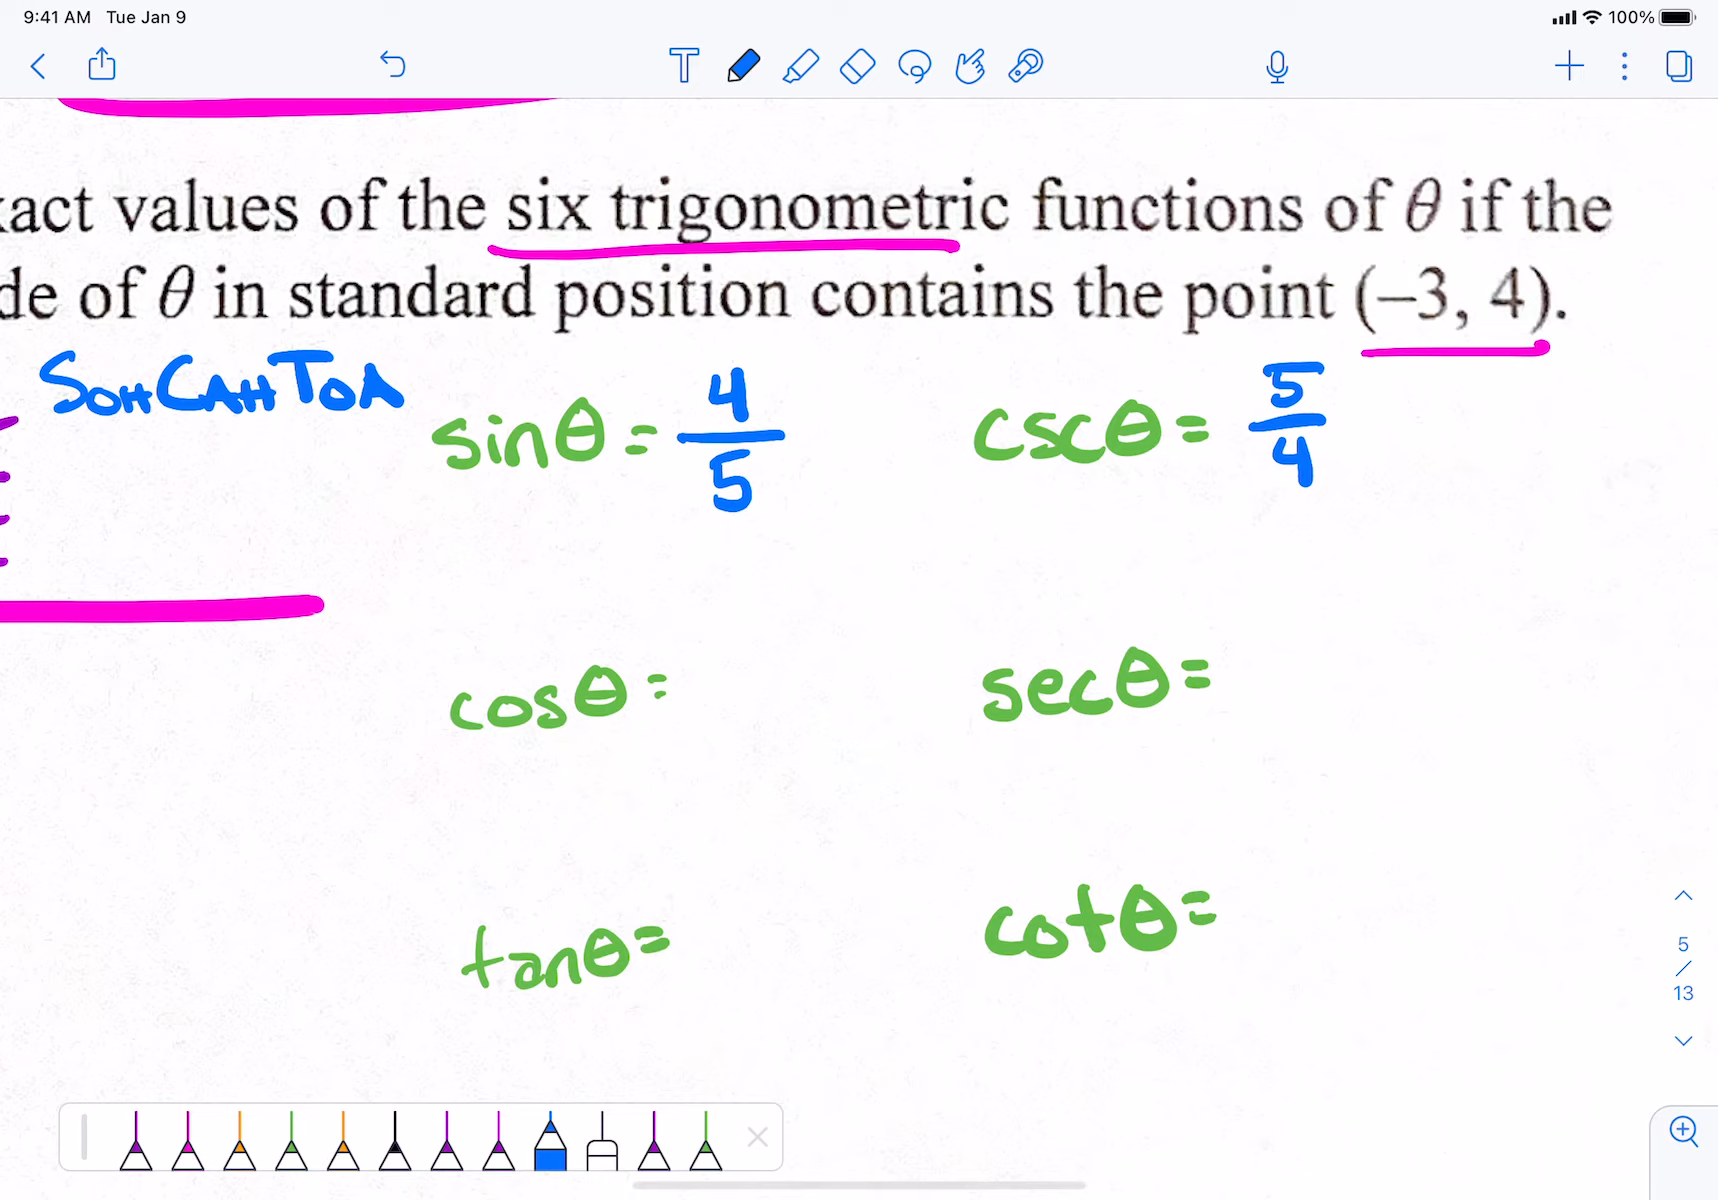 9:41 AM Tue Jan 9 100%
act values of the six trigonometric functions of θ if the
de of θ in standard position contains the point (–3, 4).
SOHCAHTOA
sinθ = 4/5 cscθ = 5/4
cosθ = secθ =
tanθ = cotθ =
5
/
13